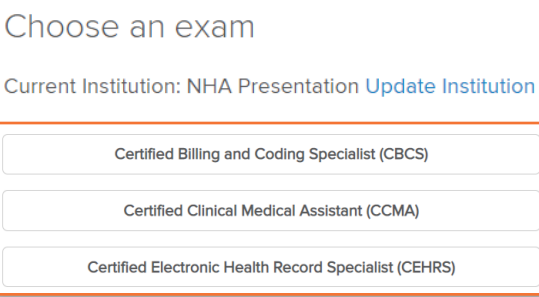 Choose an exam
Current Institution: NHA Presentation Update Institution
Certified Billing and Coding Specialist (CBCS)
Certified Clinical Medical Assistant (CCMA)
Certified Electronic Health Record Specialist (CEHRS)